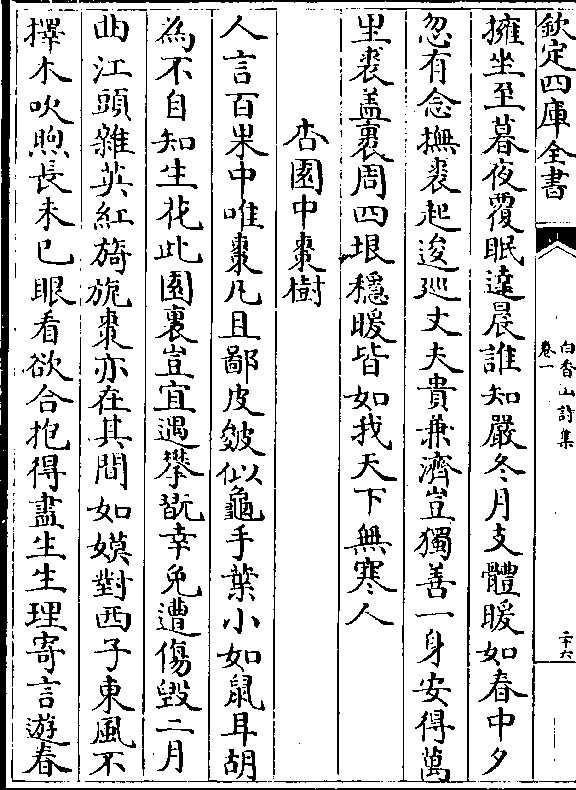 欽定四庫全書
白香山詩集
卷一
二十六
擁坐至暮夜覆眠達晨誰知嚴冬月支體暖如春中夕
忽有念撫裘起逡巡丈夫貴兼濟豈獨善一身安得萬
里裘盖裹周四垠穩暖皆如我天下無寒人
杏園中棗樹
人言百果中唯棗凡且鄙皮皴似龜手葉小如鼠耳胡
為不自知生花此園裏豈宜遇攀翫幸免遭傷毀二月
曲江頭雜英紅旖旎棗亦在其間如嫫對西子東風不
擇木吹煦長未已眼看欲合抱得盡生生理寄言遊春